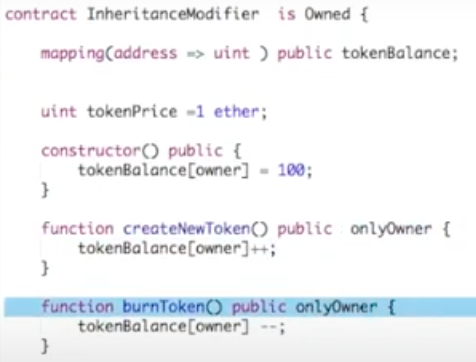 contract InheritanceModifier is Owned {
mapping(address => uint ) public tokenBalance;
uint tokenPrice =1 ether;
constructor() public {
tokenBalance[owner] = 100;
}
function createNewToken() public onlyOwner {
tokenBalance[owner]++;
}
function burnToken() public onlyOwner {
tokenBalance[owner] --;
}